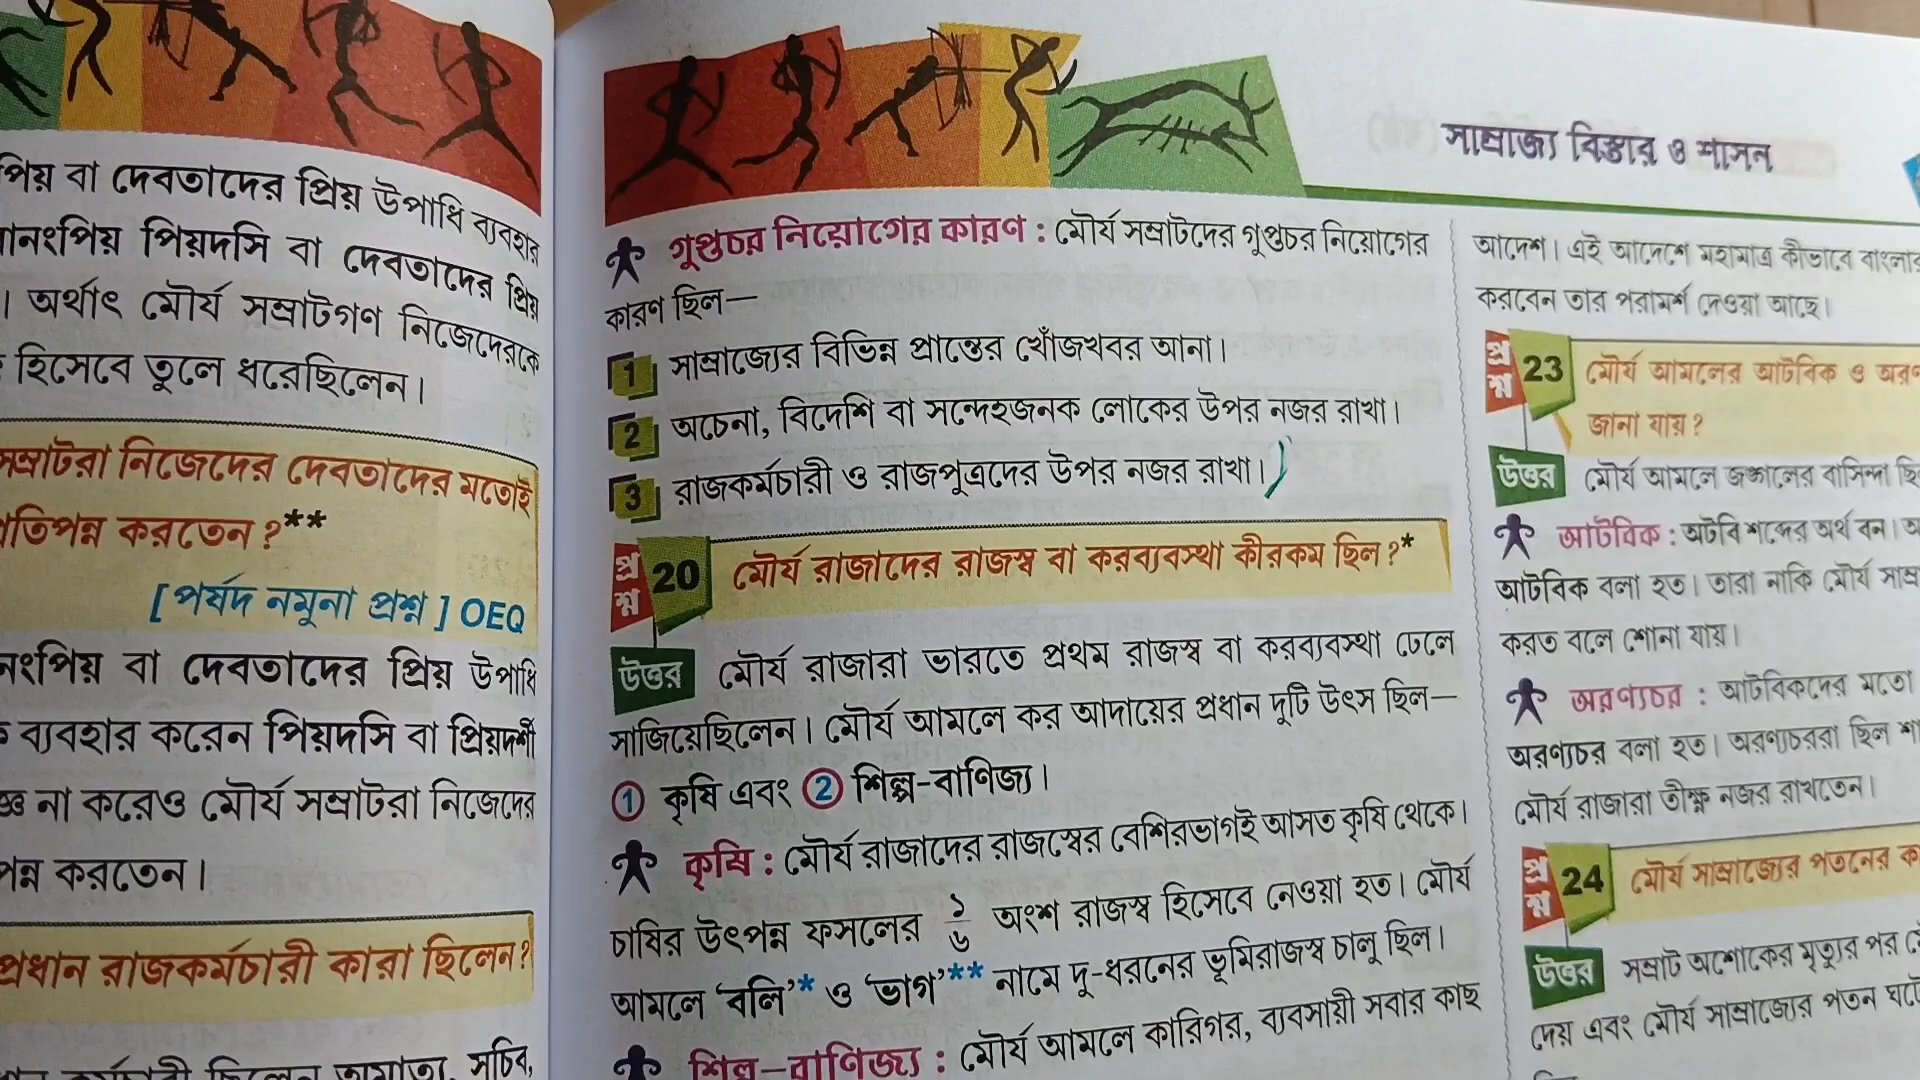 পিয় বা দেবতাদের প্রিয় উপাধি ব্যবহার
পিয় পিয়দসি বা দেবতাদের প্রিয়
। অর্থাৎ মৌর্য সম্রাটগণ নিজেদেরকে
হিসেবে তুলে ধরেছিলেন।
সম্রাটরা নিজেদের দেবতাদের মতোই
প্রতিপন্ন করতেন ?**
[ পর্ষদ নমুনা প্রশ্ন ] OEQ
বা দেবতাদের প্রিয় উপাধি
ব্যবহার করেন পিয়দসি বা প্রিয়দর্শী
না করেও মৌর্য সম্রাটরা নিজেদের
করতেন।
প্রধান রাজকর্মচারী কারা ছিলেন?
ছিলেন অমাত্য, সচিব,
সাম্রাজ্য বিস্তার ও শাসন
গুপ্তচর নিয়োগের কারণ : মৌর্য সম্রাটদের গুপ্তচর নিয়োগের
কারণ ছিল—
1 সাম্রাজ্যের বিভিন্ন প্রান্তের খোঁজখবর আনা।
2 অচেনা, বিদেশি বা সন্দেহজনক লোকের উপর নজর রাখা।
3 রাজকর্মচারী ও রাজপুত্রদের উপর নজর রাখা।
প্রশ্ন 20 মৌর্য রাজাদের রাজস্ব বা করব্যবস্থা কীরকম ছিল ?*
উত্তর মৌর্য রাজারা ভারতে প্রথম রাজস্ব বা করব্যবস্থা ঢেলে
সাজিয়েছিলেন। মৌর্য আমলে কর আদায়ের প্রধান দুটি উৎস ছিল—
① কৃষি এবং ② শিল্প-বাণিজ্য।
কৃষি : মৌর্য রাজাদের রাজস্বের বেশিরভাগই আসত কৃষি থেকে।
চাষির উৎপন্ন ফসলের ১/৬ অংশ রাজস্ব হিসেবে নেওয়া হত। মৌর্য
আমলে ‘বলি’* ও ‘ভাগ’** নামে দু-ধরনের ভূমিরাজস্ব চালু ছিল।
শিল্প-বাণিজ্য : মৌর্য আমলে কারিগর, ব্যবসায়ী সবার কাছ
আদেশ। এই আদেশে মহামাত্র কীভাবে বাংলার
করবেন তার পরামর্শ দেওয়া আছে।
প্রশ্ন 23 মৌর্য আমলের আটবিক ও
জানা যায় ?
উত্তর মৌর্য আমলে জঙ্গলের বাসিন্দা
আটবিক : অটবি শব্দের অর্থ বন।
আটবিক বলা হত। তারা নাকি মৌর্য
করত বলে শোনা যায়।
অরণ্যচর : আটবিকদের মতো
অরণ্যচর বলা হত। অরণ্যচররা ছিল
মৌর্য রাজারা তীক্ষ্ণ নজর রাখতেন।
প্রশ্ন 24 মৌর্য সাম্রাজ্যের পতনের
উত্তর সম্রাট অশোকের মৃত্যুর পর
দেয় এবং মৌর্য সাম্রাজ্যের পতন